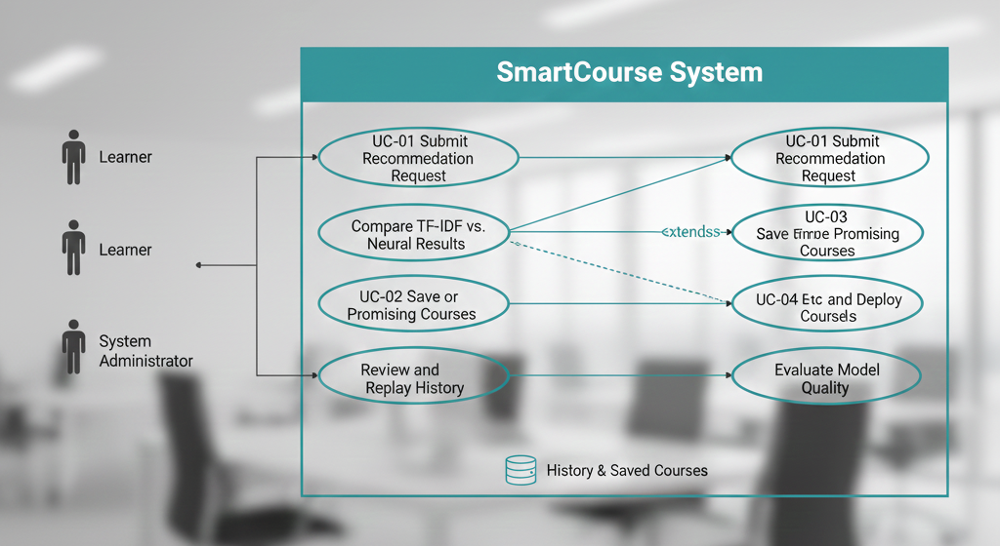 SmartCourse System
Learner
Learner
System
Administrator
UC-01 Submit
Recommedation
Request
Compare TF-IDF vs.
Neural Results
UC-02 Save or
Promising Courses
Review and
Replay History
UC-01 Submit
Recommedation
Request
UC-03
Save Promising
Courses
UC-04 Etc and Deploy
Coursels
Evaluate Model
Quality
History & Saved Courses